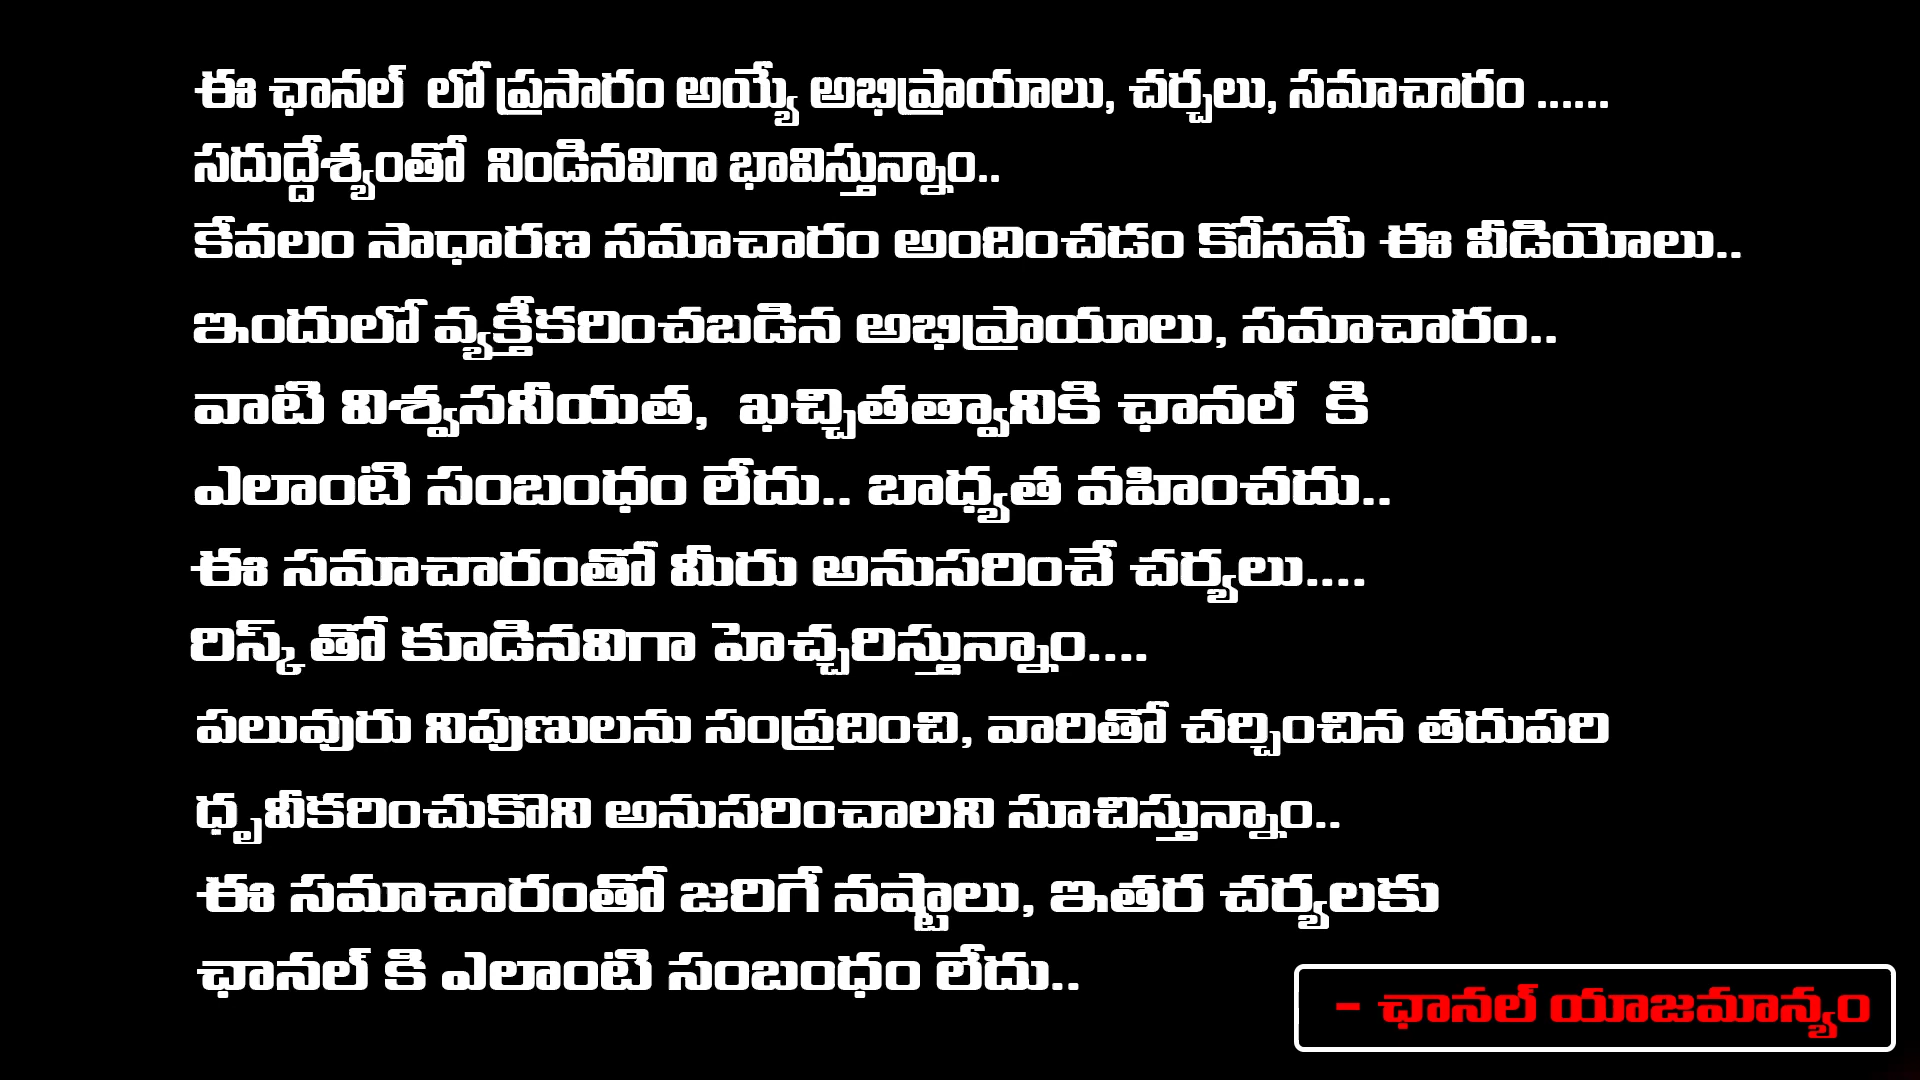 ఈ ఛానల్ లో ప్రసారం అయ్యే అభిప్రాయాలు, చర్చలు, సమాచారం ......
సదుద్దేశ్యంతో నిండినవిగా భావిస్తున్నాం..
కేవలం సాధారణ సమాచారం అందించడం కోసమే ఈ వీడియోలు..
ఇందులో వ్యక్తీకరించబడిన అభిప్రాయాలు, సమాచారం..
వాటి విశ్వసనీయత, ఖచ్చితత్వానికి ఛానల్ కి
ఎలాంటి సంబంధం లేదు.. బాధ్యత వహించదు..
ఈ సమాచారంతో మీరు అనుసరించే చర్యలు....
రిస్క్ తో కూడినవిగా హెచ్చరిస్తున్నాం....
పలువురు నిపుణులను సంప్రదించి, వారితో చర్చించిన తదుపరి
ధృవీకరించుకొని అనుసరించాలని సూచిస్తున్నాం..
ఈ సమాచారంతో జరిగే నష్టాలు, ఇతర చర్యలకు
ఛానల్ కి ఎలాంటి సంబంధం లేదు..
- ఛానల్ యాజమాన్యం